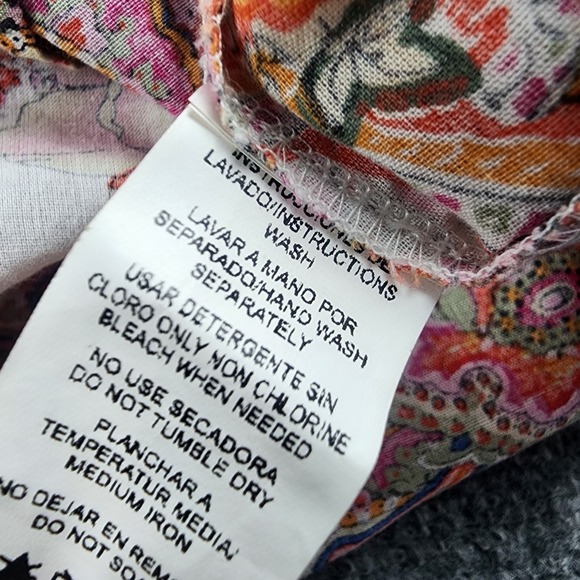 INSTRUCCIONES DE
LAVADO/INSTRUCTIONS
WASH
LAVAR A MANO POR
SEPARADO/HAND WASH
SEPARATELY
USAR DETERGENTE SIN
CLORO ONLY NON CHLORINE
BLEACH WHEN NEEDED
NO USE SECADORA
DO NOT TUMBLE DRY
PLANCHAR A
TEMPERATUR MEDIA/
MEDIUM IRON
NO DEJAR EN
DO NOT